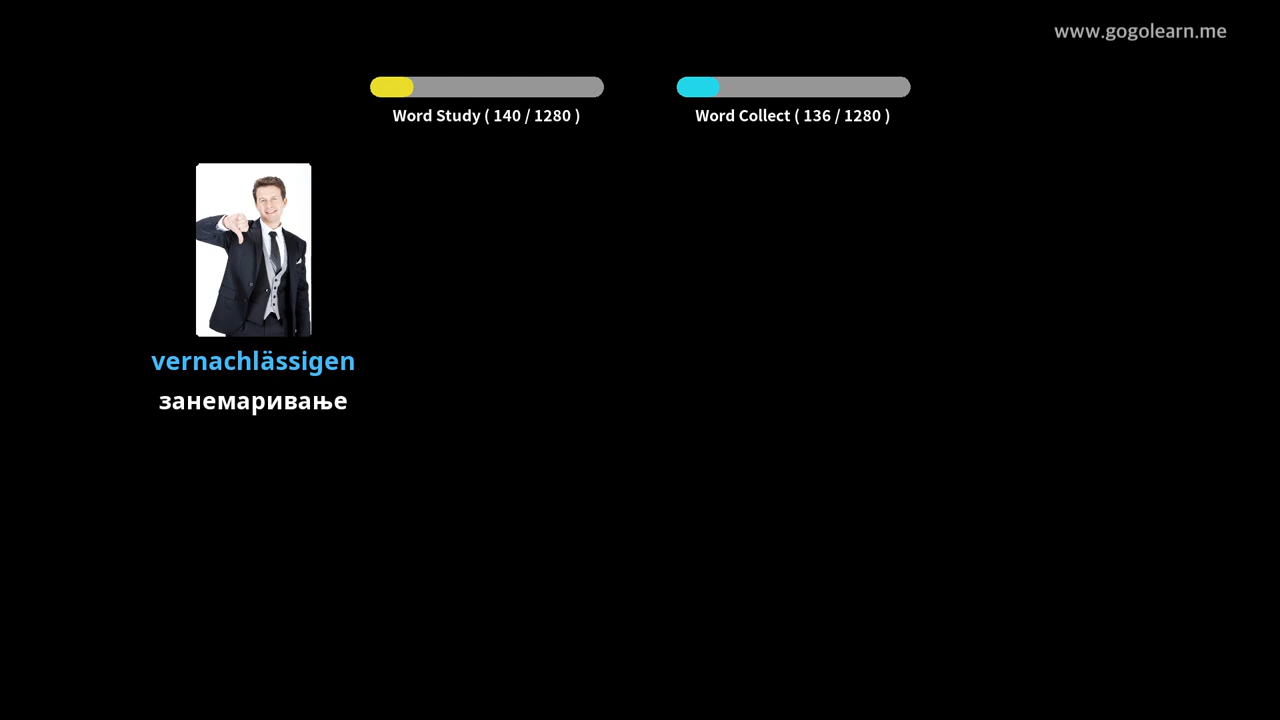 www.gogolearn.me
Word Study ( 140 / 1280 )
Word Collect ( 136 / 1280 )
vernachlässigen
занемаривање